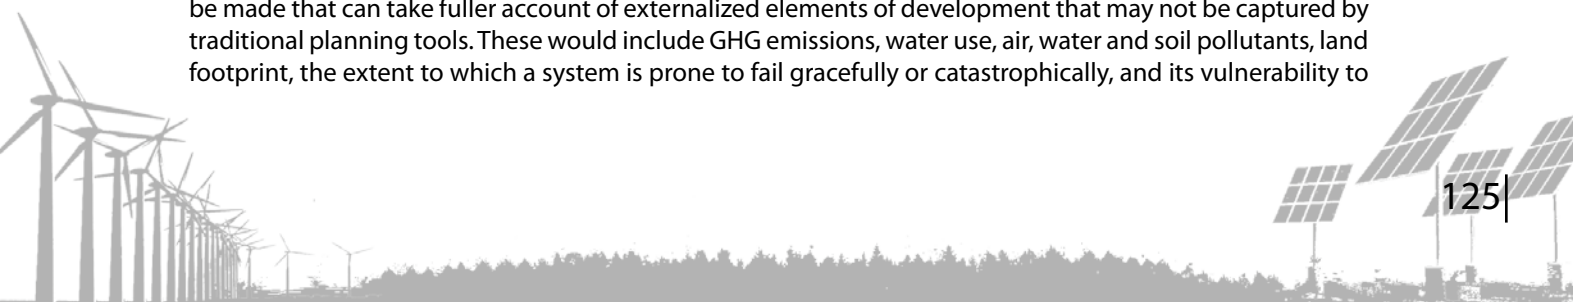 be made that can take fuller account of externalized elements of development that may not be captured by
traditional planning tools. These would include GHG emissions, water use, air, water and soil pollutants, land
footprint, the extent to which a system is prone to fail gracefully or catastrophically, and its vulnerability to
125